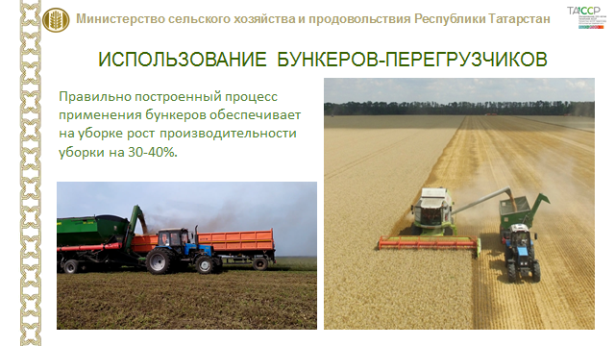 Министерство сельского хозяйства и продовольствия Республики Татарстан
ТАССР
ИСПОЛЬЗОВАНИЕ БУНКЕРОВ-ПЕРЕГРУЗЧИКОВ
Правильно построенный процесс
применения бункеров обеспечивает
на уборке рост производительности
уборки на 30-40%.